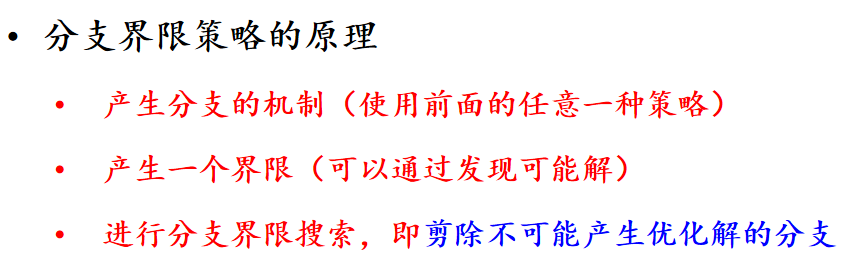 • 分支界限策略的原理
• 产生分支的机制（使用前面的任意一种策略）
• 产生一个界限（可以通过发现可能解）
• 进行分支界限搜索，即剪除不可能产生优化解的分支